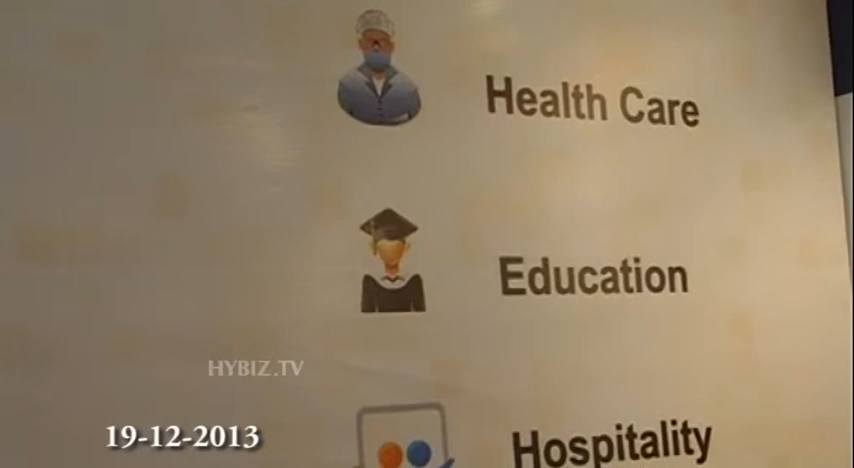 Health Care
Education
HYBIZ.TV
19-12-2013
Hospitality